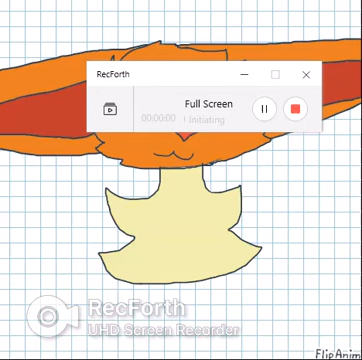 RecForth
Full Screen
00:00:00 ! Initiating
RecForth
UHD Screen Recorder
FlipAnim